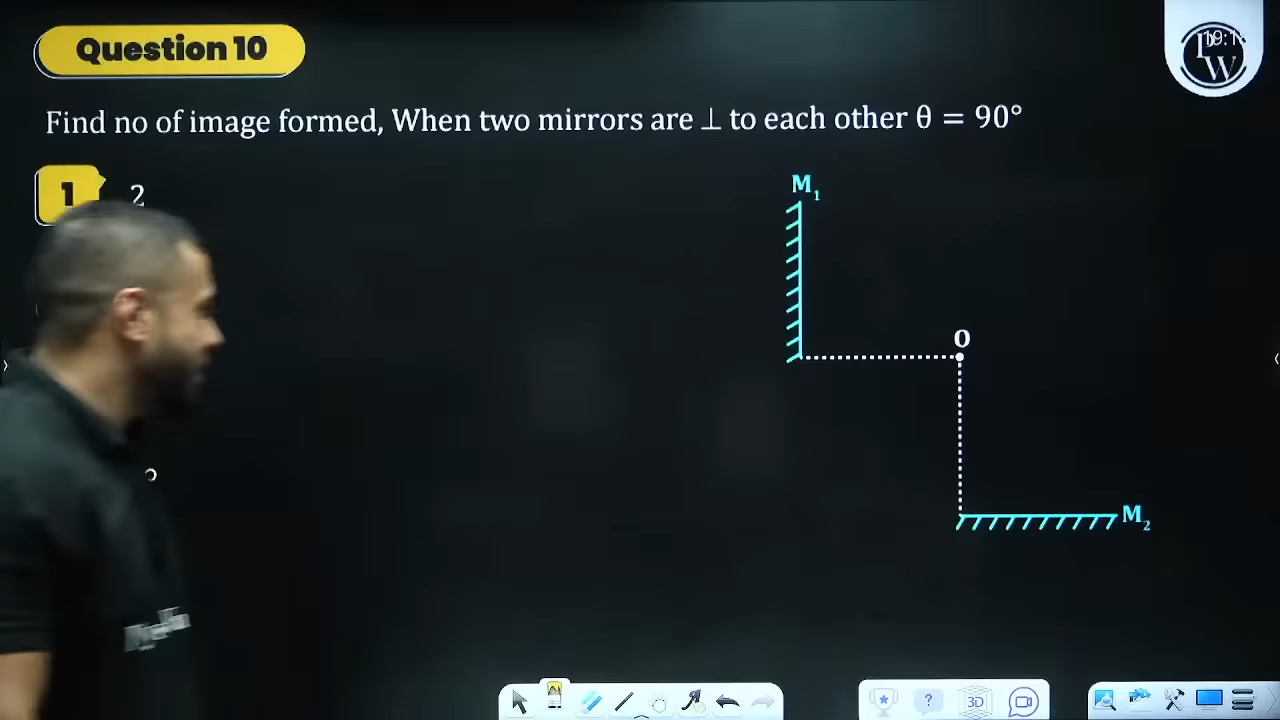 Question 10
Find no of image formed, When two mirrors are ⊥ to each other θ = 90°
1
2
M₁
O
M₂
3D
?